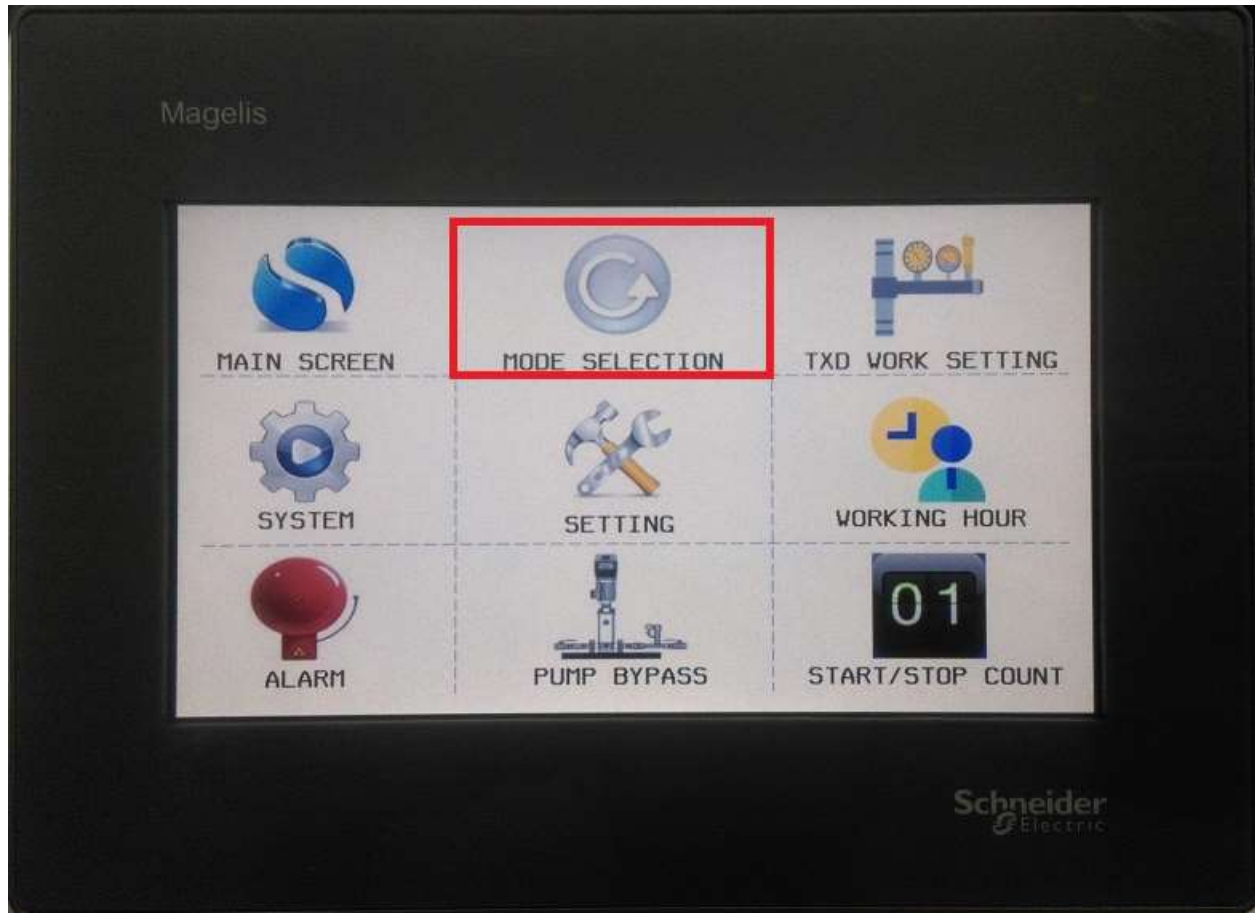 Magelis
MAIN SCREEN
MODE SELECTION
TXD WORK SETTING
SYSTEM
SETTING
WORKING HOUR
ALARM
PUMP BYPASS
01
START/STOP COUNT
Schneider
Electric